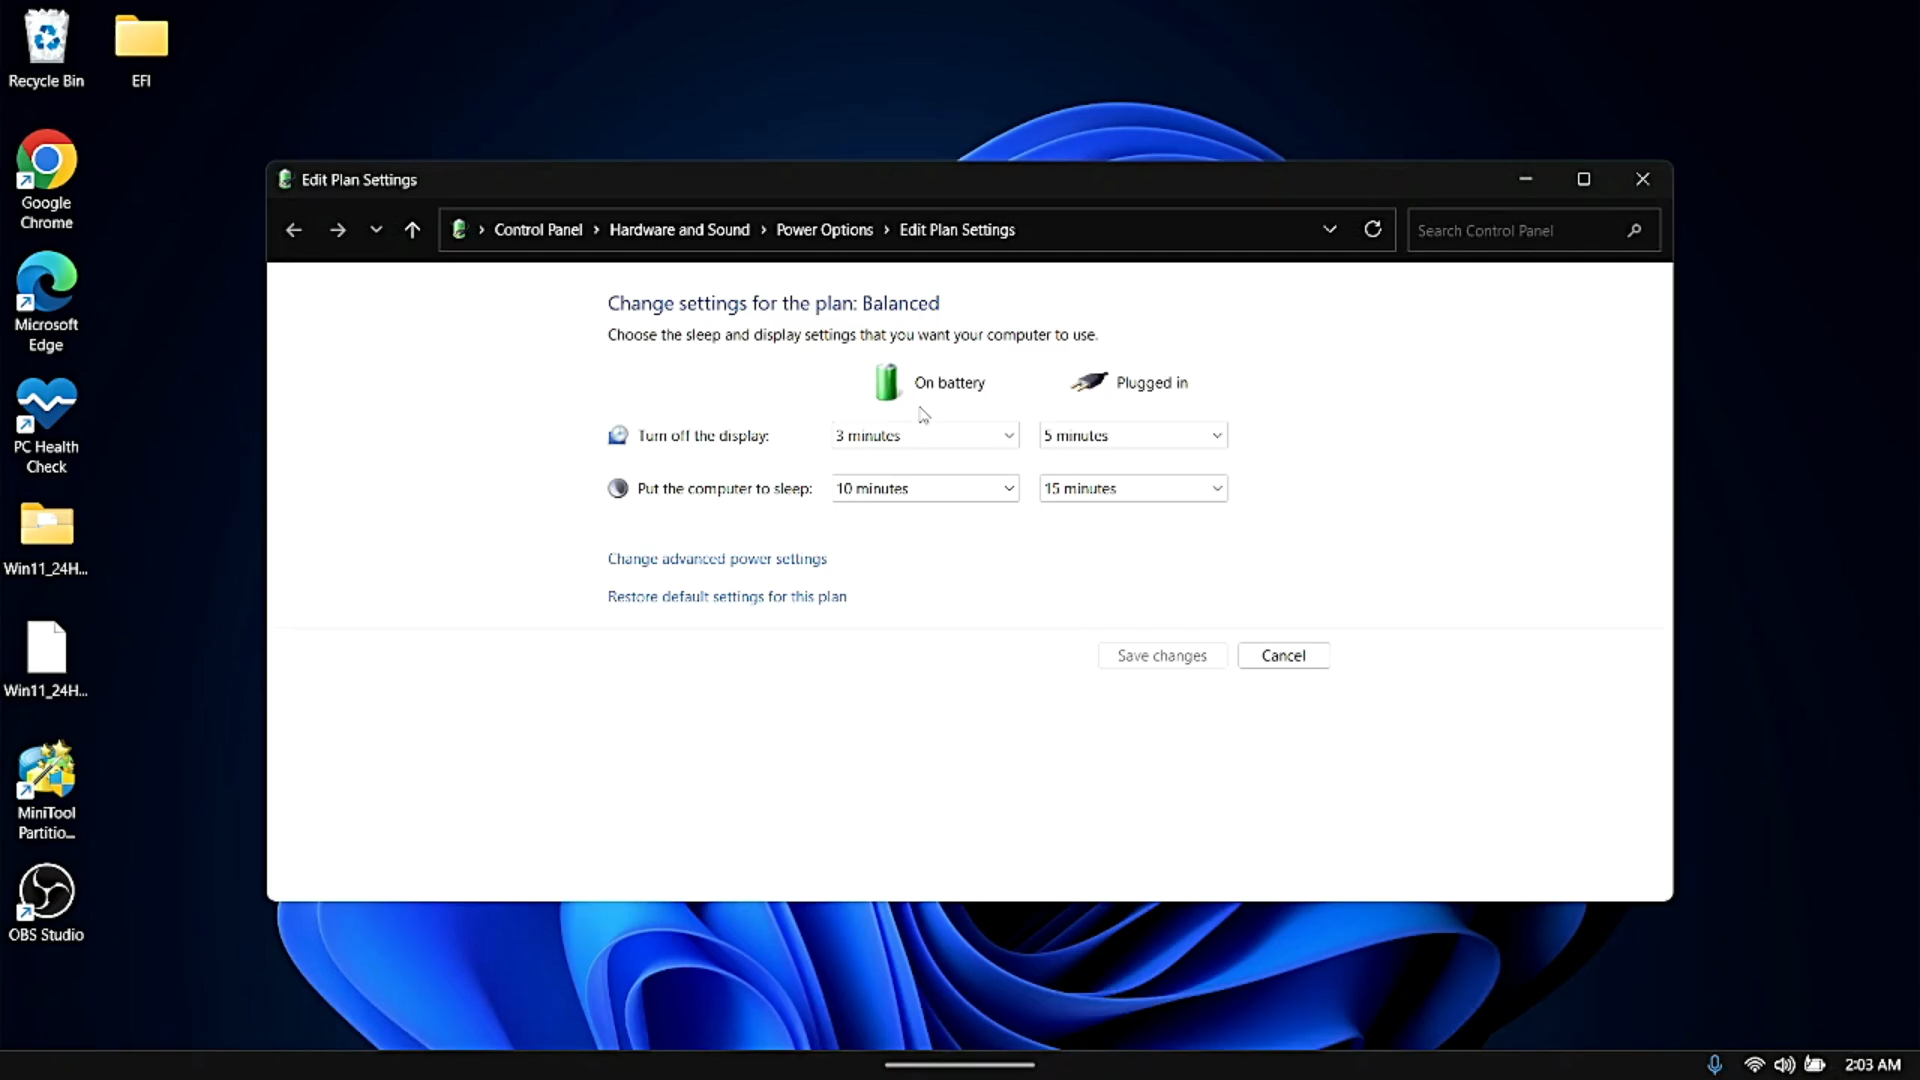 Recycle Bin
EFI
Google
Chrome
Microsoft
Edge
PC Health
Check
Win11_24H...
Win11_24H...
MiniTool
Partitio...
OBS Studio
Edit Plan Settings
Control Panel > Hardware and Sound > Power Options > Edit Plan Settings
Search Control Panel
Change settings for the plan: Balanced
Choose the sleep and display settings that you want your computer to use.
On battery
Plugged in
Turn off the display: 3 minutes 5 minutes
Put the computer to sleep: 10 minutes 15 minutes
Change advanced power settings
Restore default settings for this plan
Save changes
Cancel
2:03 AM